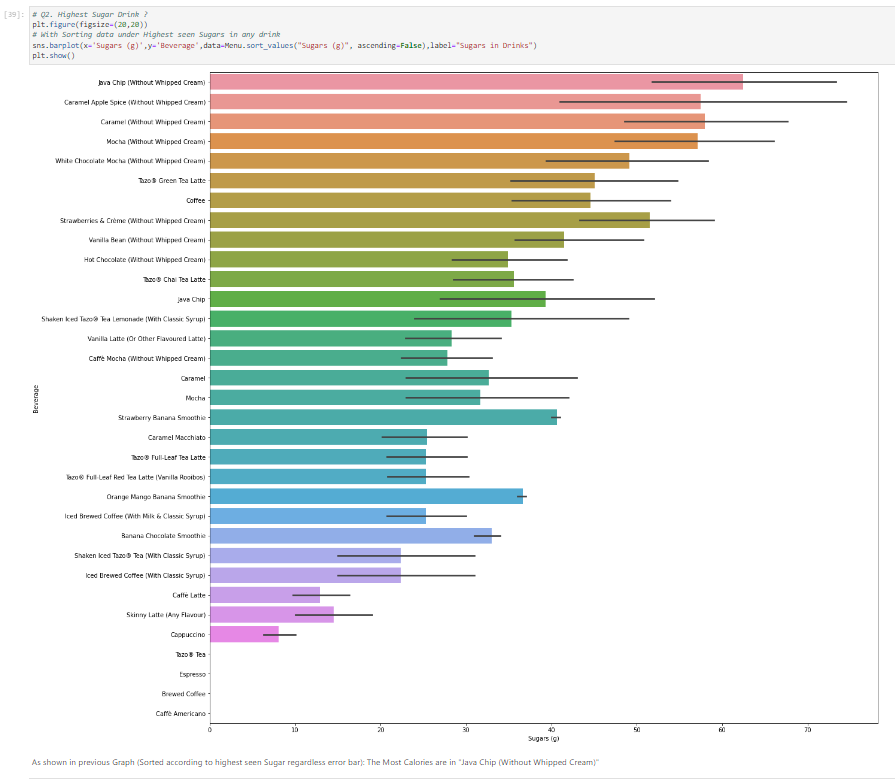 [39]:
# Q2. Highest Sugar Drink ?
plt.figure(figsize=(20,20))
# With Sorting data under Highest seen Sugars in any drink
sns.barplot(x='Sugars (g)',y='Beverage',data=Menu.sort_values("Sugars (g)", ascending=False),label="Sugars in Drinks")
plt.show()
Java Chip (Without Whipped Cream)
Caramel Apple Spice (Without Whipped Cream)
Caramel (Without Whipped Cream)
Mocha (Without Whipped Cream)
White Chocolate Mocha (Without Whipped Cream)
Tazo® Green Tea Latte
Coffee
Strawberries & Crème (Without Whipped Cream)
Vanilla Bean (Without Whipped Cream)
Hot Chocolate (Without Whipped Cream)
Tazo® Chai Tea Latte
Java Chip
Shaken Iced Tazo® Tea Lemonade (With Classic Syrup)
Vanilla Latte (Or Other Flavoured Latte)
Caffè Mocha (Without Whipped Cream)
Caramel
Mocha
Strawberry Banana Smoothie
Caramel Macchiato
Tazo® Full-Leaf Tea Latte
Tazo® Full-Leaf Red Tea Latte (Vanilla Rooibos)
Orange Mango Banana Smoothie
Iced Brewed Coffee (With Milk & Classic Syrup)
Banana Chocolate Smoothie
Shaken Iced Tazo® Tea (With Classic Syrup)
Iced Brewed Coffee (With Classic Syrup)
Caffè Latte
Skinny Latte (Any Flavour)
Cappuccino
Tazo® Tea
Espresso
Brewed Coffee
Caffè Americano
Beverage
0 10 20 30 40 50 60 70
Sugars (g)
As shown in previous Graph (Sorted according to highest seen Sugar regardless error bar): The Most Calories are in "Java Chip (Without Whipped Cream)"